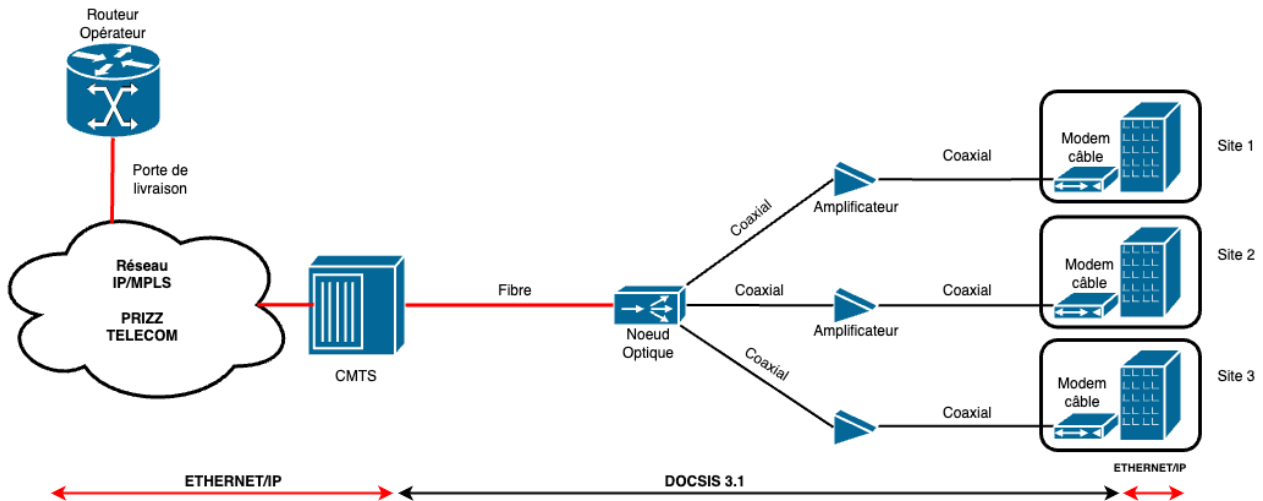 Routeur
Opérateur
Porte de
livraison
Réseau
IP/MPLS
PRIZZ
TELECOM
CMTS
Fibre
Noeud
Optique
Coaxial
Coaxial
Coaxial
Amplificateur
Amplificateur
Coaxial
Coaxial
Coaxial
Modem
câble
Site 1
Modem
câble
Site 2
Modem
câble
Site 3
ETHERNET/IP
DOCSIS 3.1
ETHERNET/IP